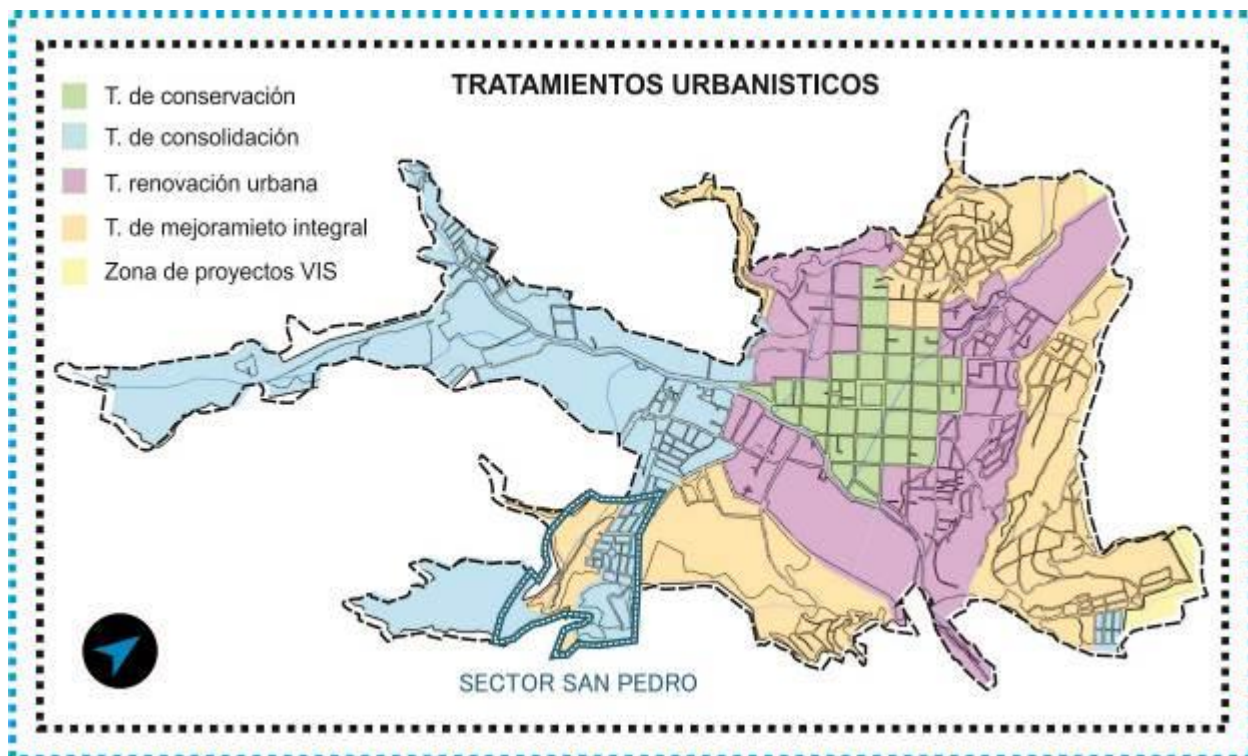 TRATAMIENTOS URBANISTICOS
T. de conservación
T. de consolidación
T. renovación urbana
T. de mejoramieto integral
Zona de proyectos VIS
SECTOR SAN PEDRO